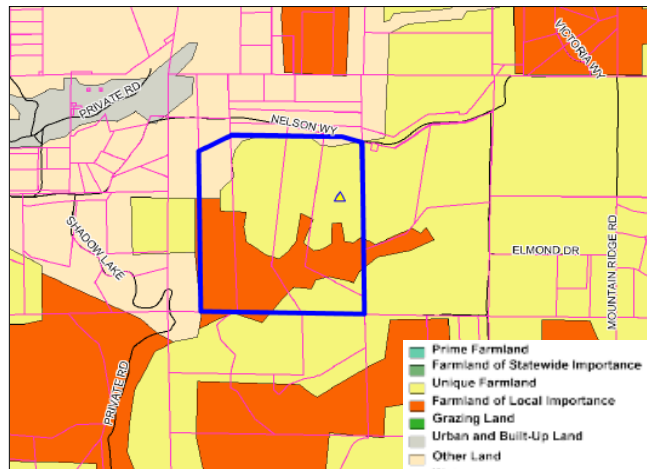 VICTORIA WY
PRIVATE RD
NELSON WY
SHADOW LAKE
ELMOND DR
MOUNTAIN RIDGE RD
PRIVATE RD
Prime Farmland
Farmland of Statewide Importance
Unique Farmland
Farmland of Local Importance
Grazing Land
Urban and Built-Up Land
Other Land